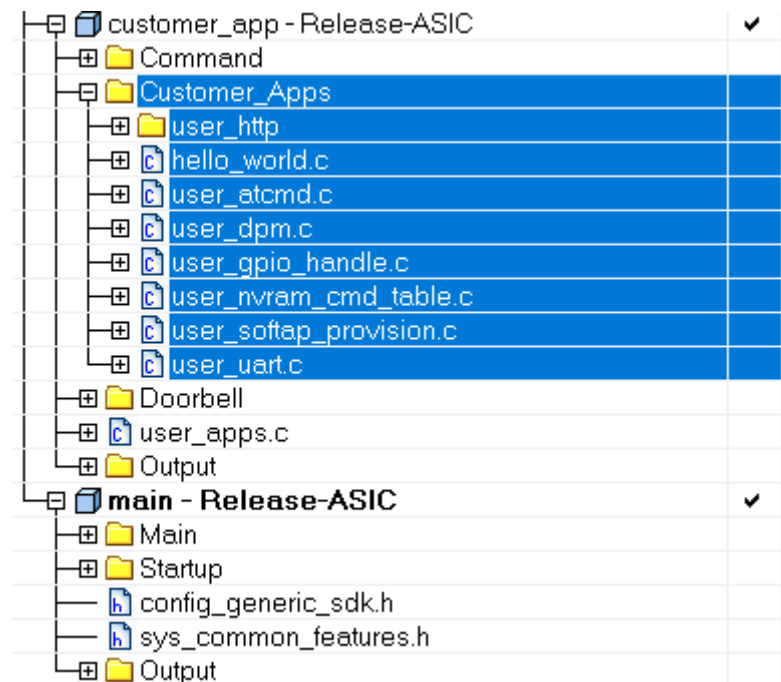 customer_app - Release-ASIC
Command
Customer_Apps
user_http
hello_world.c
user_atcmd.c
user_dpm.c
user_gpio_handle.c
user_nvram_cmd_table.c
user_softap_provision.c
user_uart.c
Doorbell
user_apps.c
Output
main - Release-ASIC
Main
Startup
config_generic_sdk.h
sys_common_features.h
Output